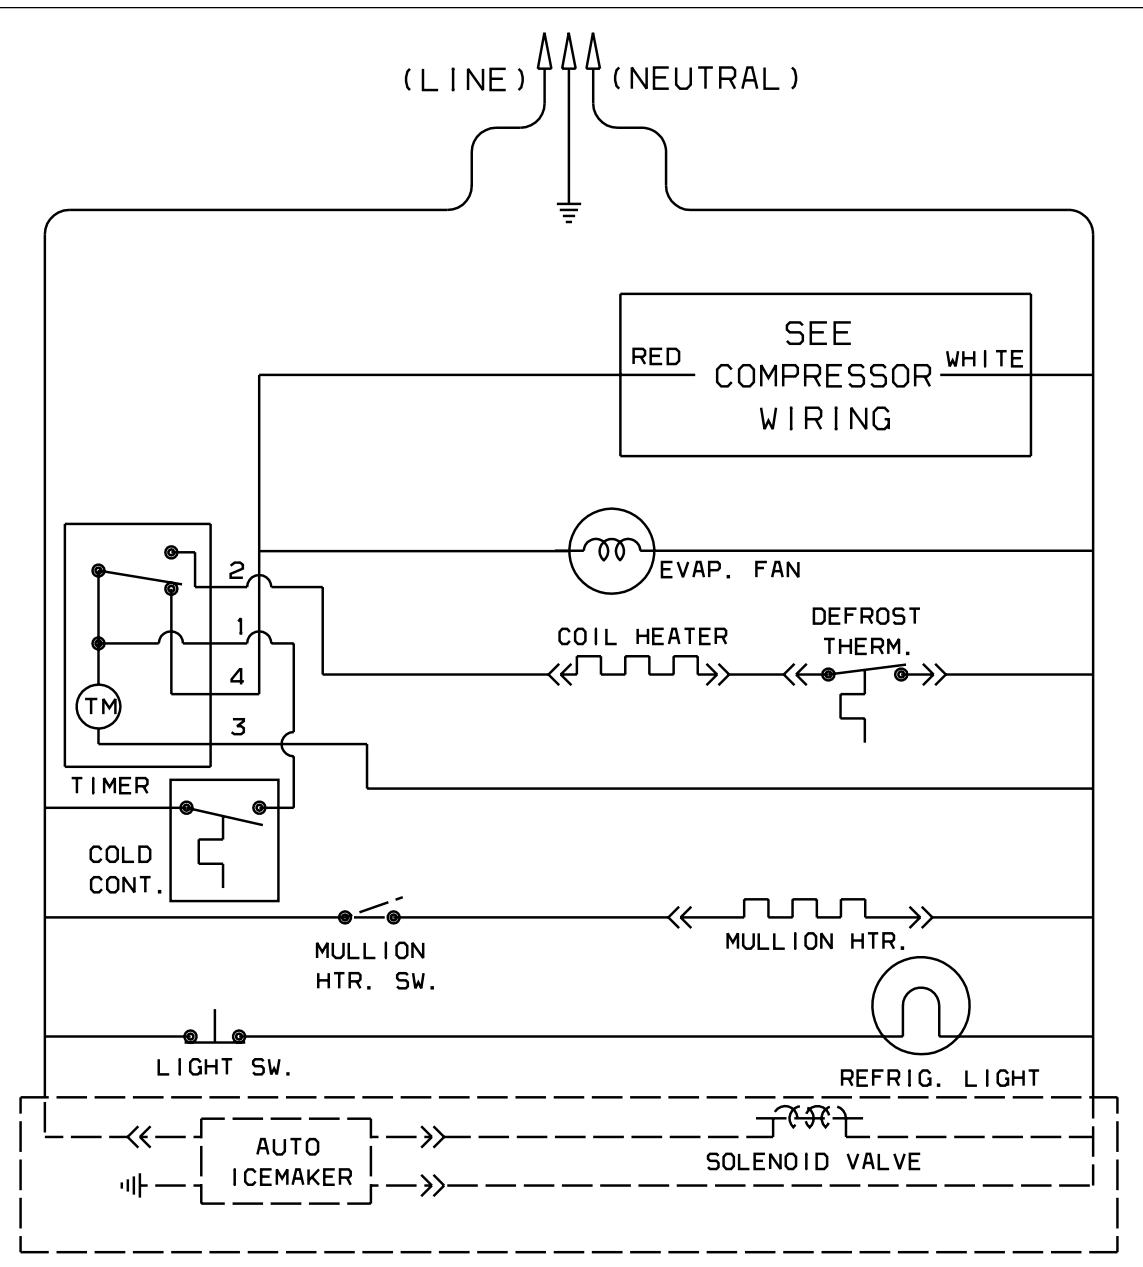 (LINE) (NEUTRAL)
SEE
RED COMPRESSOR WHITE
WIRING
2
EVAP. FAN
1
COIL HEATER
DEFROST
THERM.
4
TM
3
TIMER
COLD
CONT.
MULLION
HTR. SW.
MULLION HTR.
LIGHT SW.
REFRIG. LIGHT
AUTO
ICEMAKER
SOLENOID VALVE